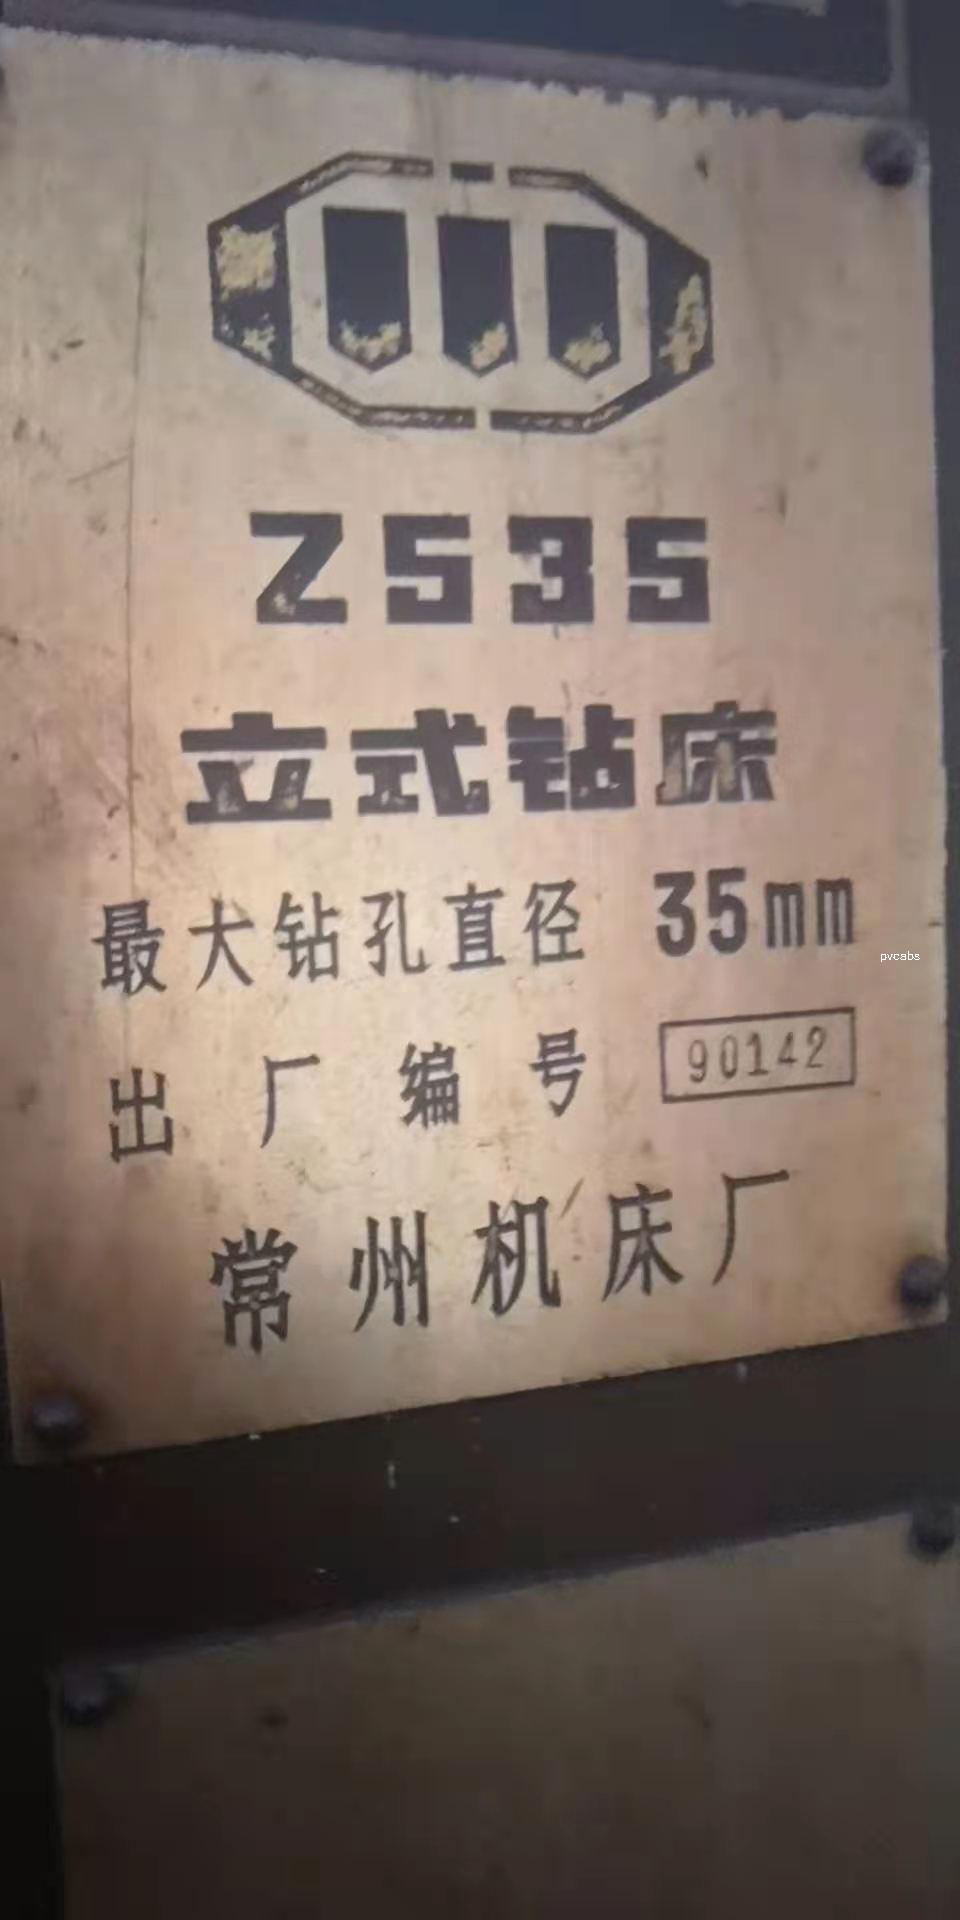 Z535
立式钻床
最大钻孔直径 35mm
pvcabs
出厂编号 90142
常州机床厂